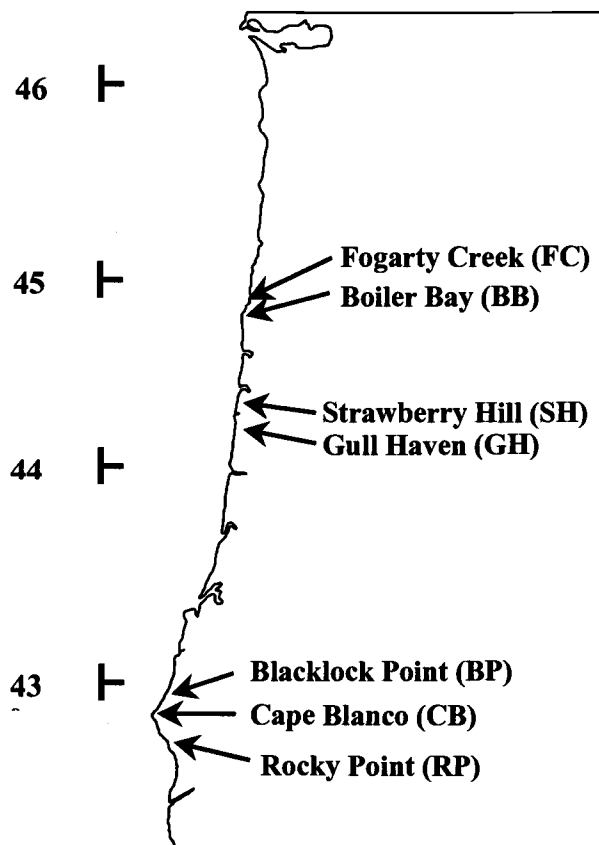 46
45
Fogarty Creek (FC)
Boiler Bay (BB)
Strawberry Hill (SH)
Gull Haven (GH)
44
43
Blacklock Point (BP)
Cape Blanco (CB)
Rocky Point (RP)